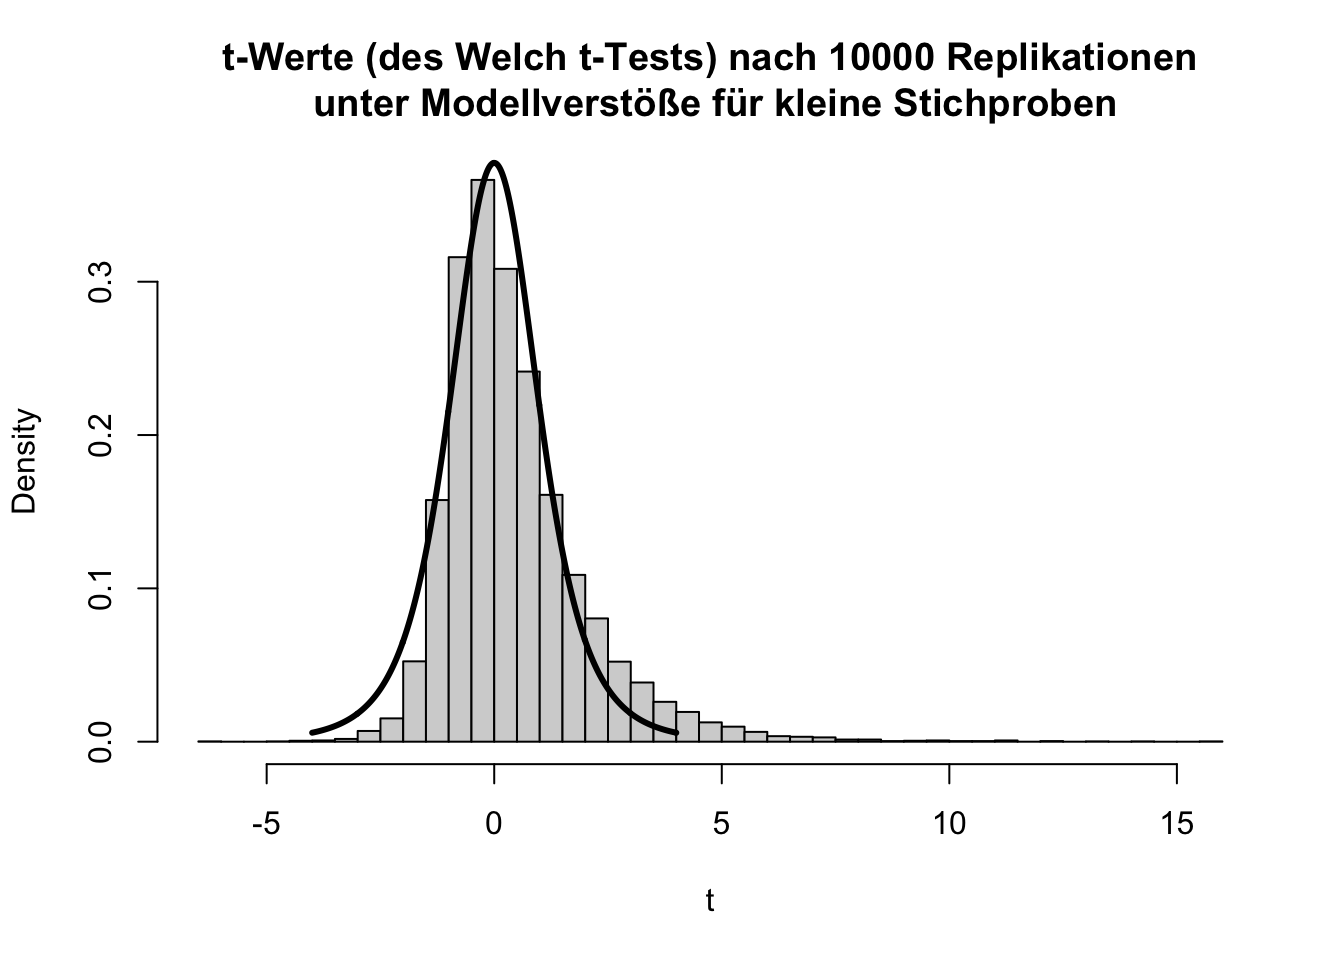 t-Werte (des Welch t-Tests) nach 10000 Replikationen
unter Modellverstöße für kleine Stichproben
Density
0.3
0.2
0.1
0.0
-5 0 5 10 15
t